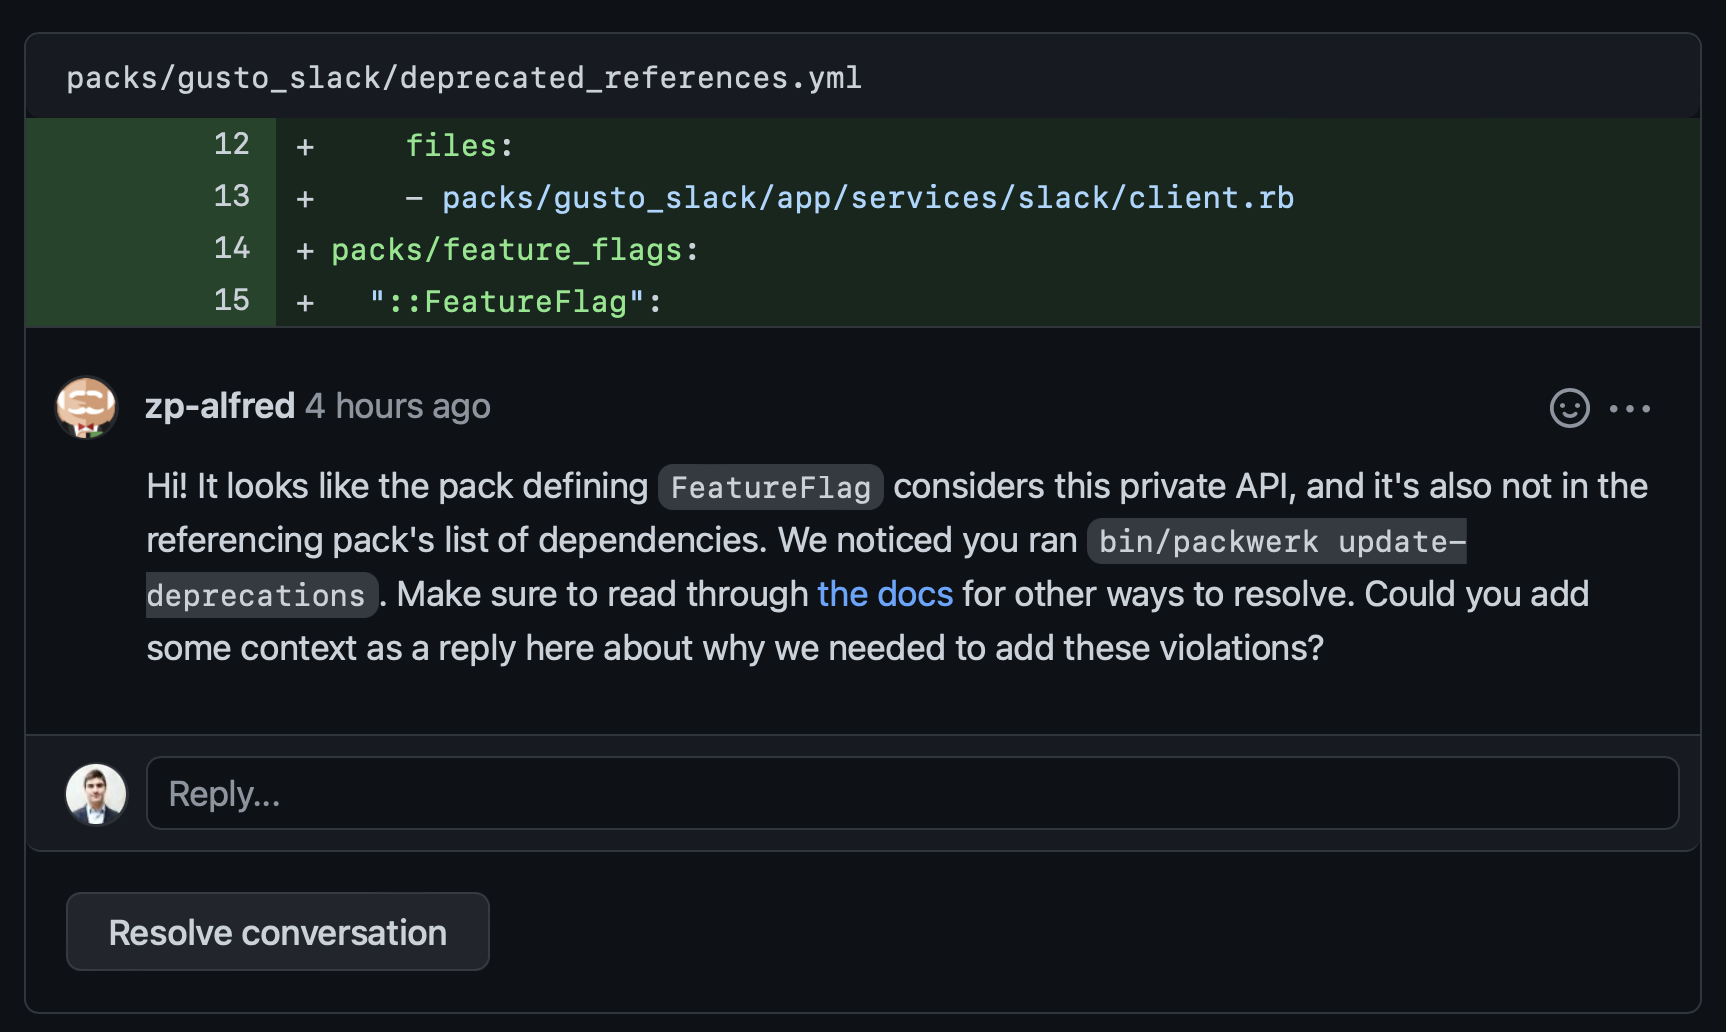 packs/gusto_slack/deprecated_references.yml
12 + files:
13 + - packs/gusto_slack/app/services/slack/client.rb
14 + packs/feature_flags:
15 + "::FeatureFlag":
zp-alfred 4 hours ago
Hi! It looks like the pack defining FeatureFlag considers this private API, and it's also not in the
referencing pack's list of dependencies. We noticed you ran bin/packwerk update-
deprecations. Make sure to read through the docs for other ways to resolve. Could you add
some context as a reply here about why we needed to add these violations?
Reply...
Resolve conversation